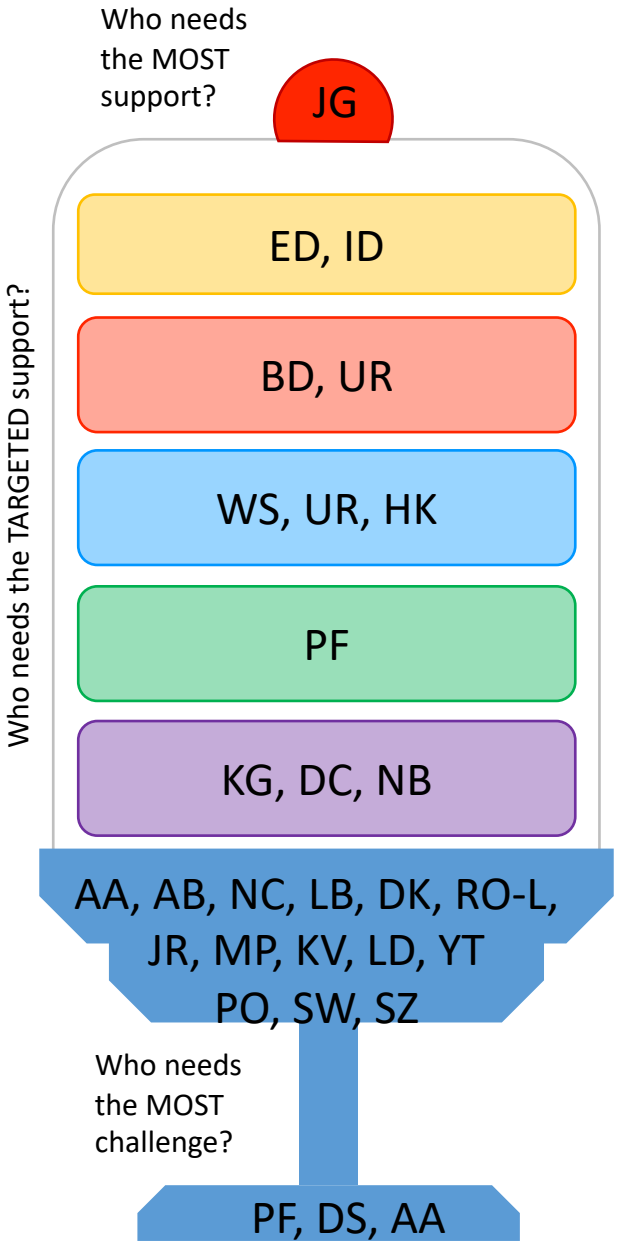 Who needs
the MOST
support?
JG
Who needs the TARGETED support?
ED, ID
BD, UR
WS, UR, HK
PF
KG, DC, NB
AA, AB, NC, LB, DK, RO-L,
JR, MP, KV, LD, YT
PO, SW, SZ
Who needs
the MOST
challenge?
PF, DS, AA